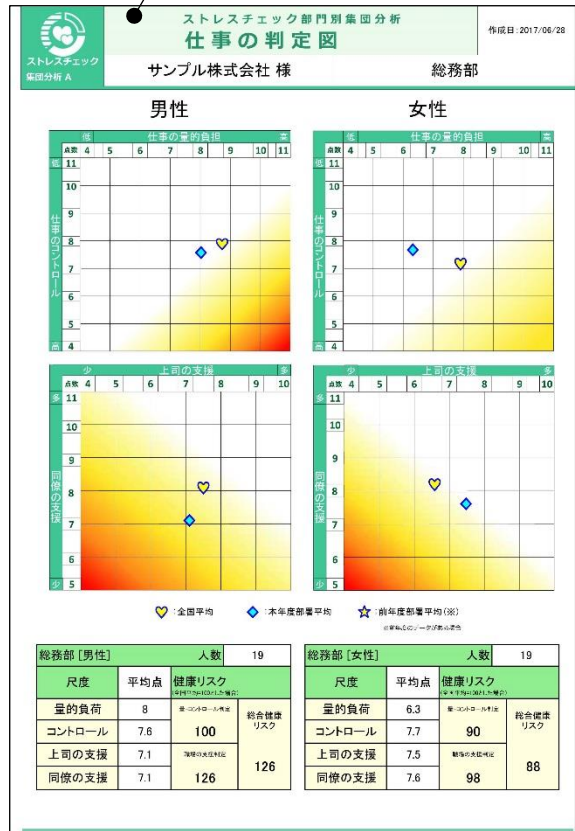 ストレスチェック部門別集団分析
仕事の判定図
作成日:2017/06/28
ストレスチェック
集団分析 A
サンプル株式会社 様
総務部
男性
女性
低 仕事の量的負担 高
点数 4 5 6 7 8 9 10 11
低 11
10
9
8
7
6
5
高 4
仕事のコントロール
低 仕事の量的負担 高
点数 4 5 6 7 8 9 10 11
低 11
10
9
8
7
6
5
高 4
仕事のコントロール
少 上司の支援 多
点数 4 5 6 7 8 9 10
多 11
10
9
8
7
6
少 5
同僚の支援
少 上司の支援 多
点数 4 5 6 7 8 9 10
多 11
10
9
8
7
6
少 5
同僚の支援
:全国平均 :本年度部署平均 :前年度部署平均(※)
総務部 [男性] 人数 19
尺度 平均点 健康リスク
量的負荷 8
総合健康リスク
コントロール 7.6 100
上司の支援 7.1
126
同僚の支援 7.1 126
総務部 [女性] 人数 19
尺度 平均点 健康リスク
量的負荷 6.3
総合健康リスク
コントロール 7.7 90
上司の支援 7.5
88
同僚の支援 7.6 98